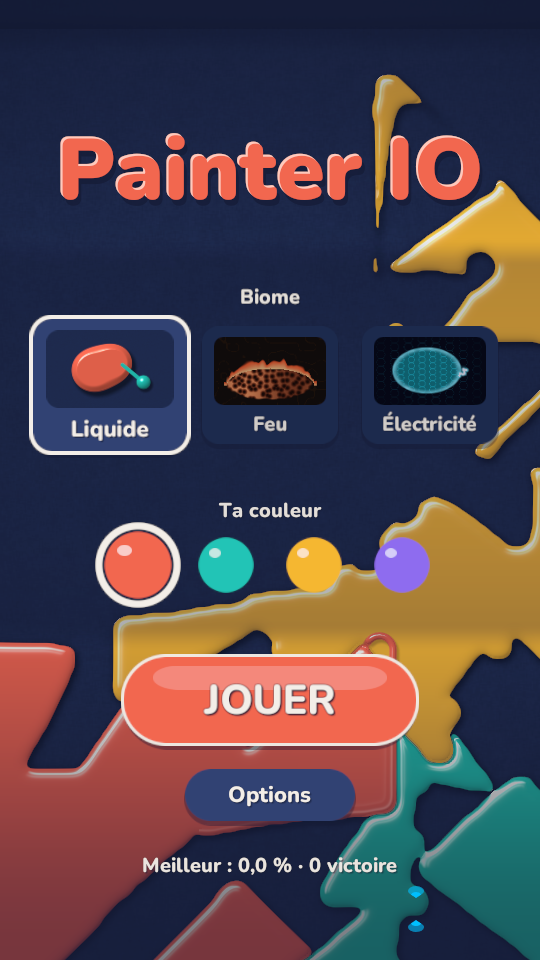 Painter IO
Biome
Liquide
Feu
Électricité
Ta couleur
JOUER
Options
Meilleur : 0,0 % · 0 victoire